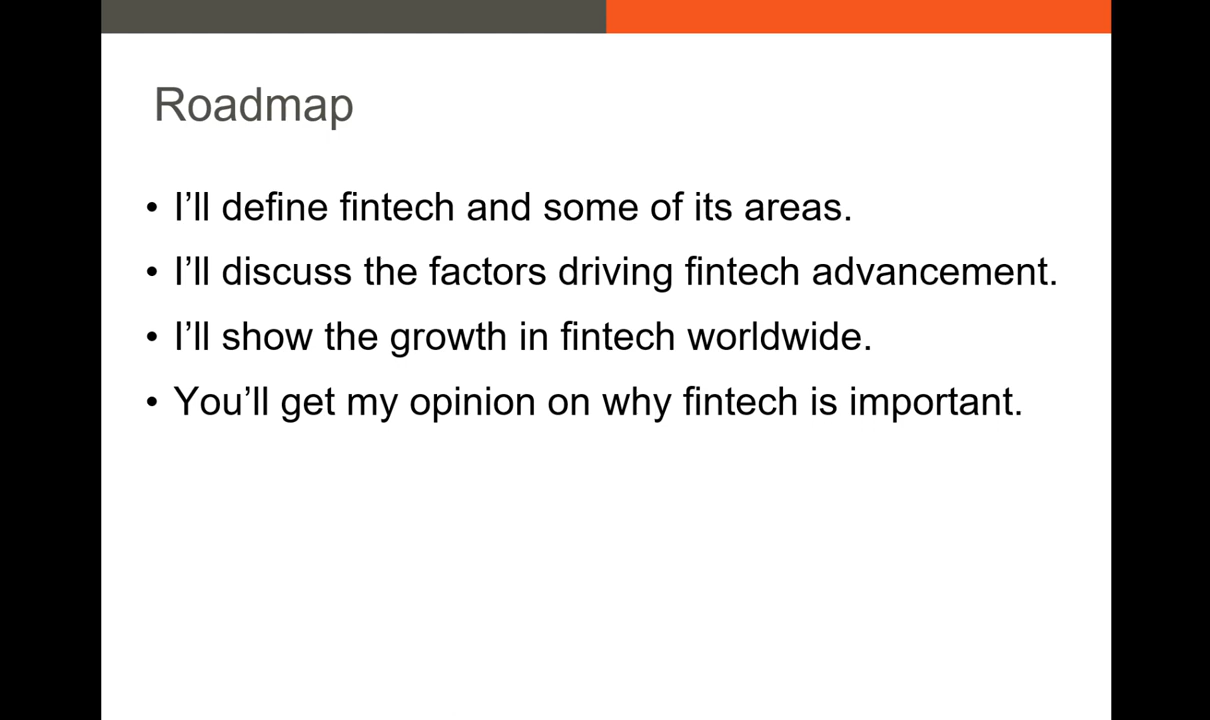 Roadmap
• I’ll define fintech and some of its areas.
• I’ll discuss the factors driving fintech advancement.
• I’ll show the growth in fintech worldwide.
• You’ll get my opinion on why fintech is important.